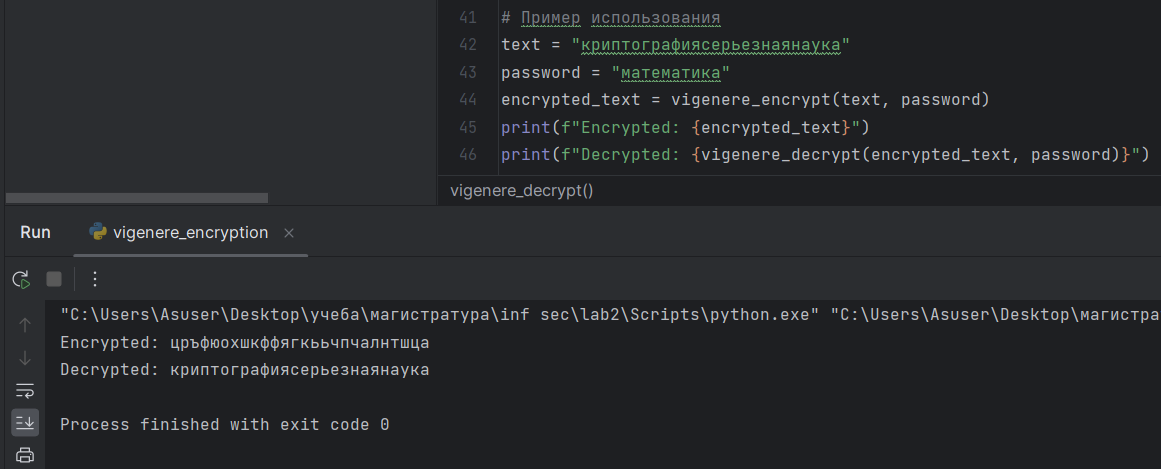 41 # Пример использования
42 text = "криптографиясерьезнаянаука"
43 password = "математика"
44 encrypted_text = vigenere_encrypt(text, password)
45 print(f"Encrypted: {encrypted_text}")
46 print(f"Decrypted: {vigenere_decrypt(encrypted_text, password)}")
vigenere_decrypt()
Run vigenere_encryption
"C:\Users\Asuser\Desktop\учеба\магистратура\inf sec\lab2\Scripts\python.exe" "C:\Users\Asuser\Desktop\магистра
Encrypted: цръфюохшкффягкььчпчалнтшца
Decrypted: криптографиясерьезнаянаука
Process finished with exit code 0